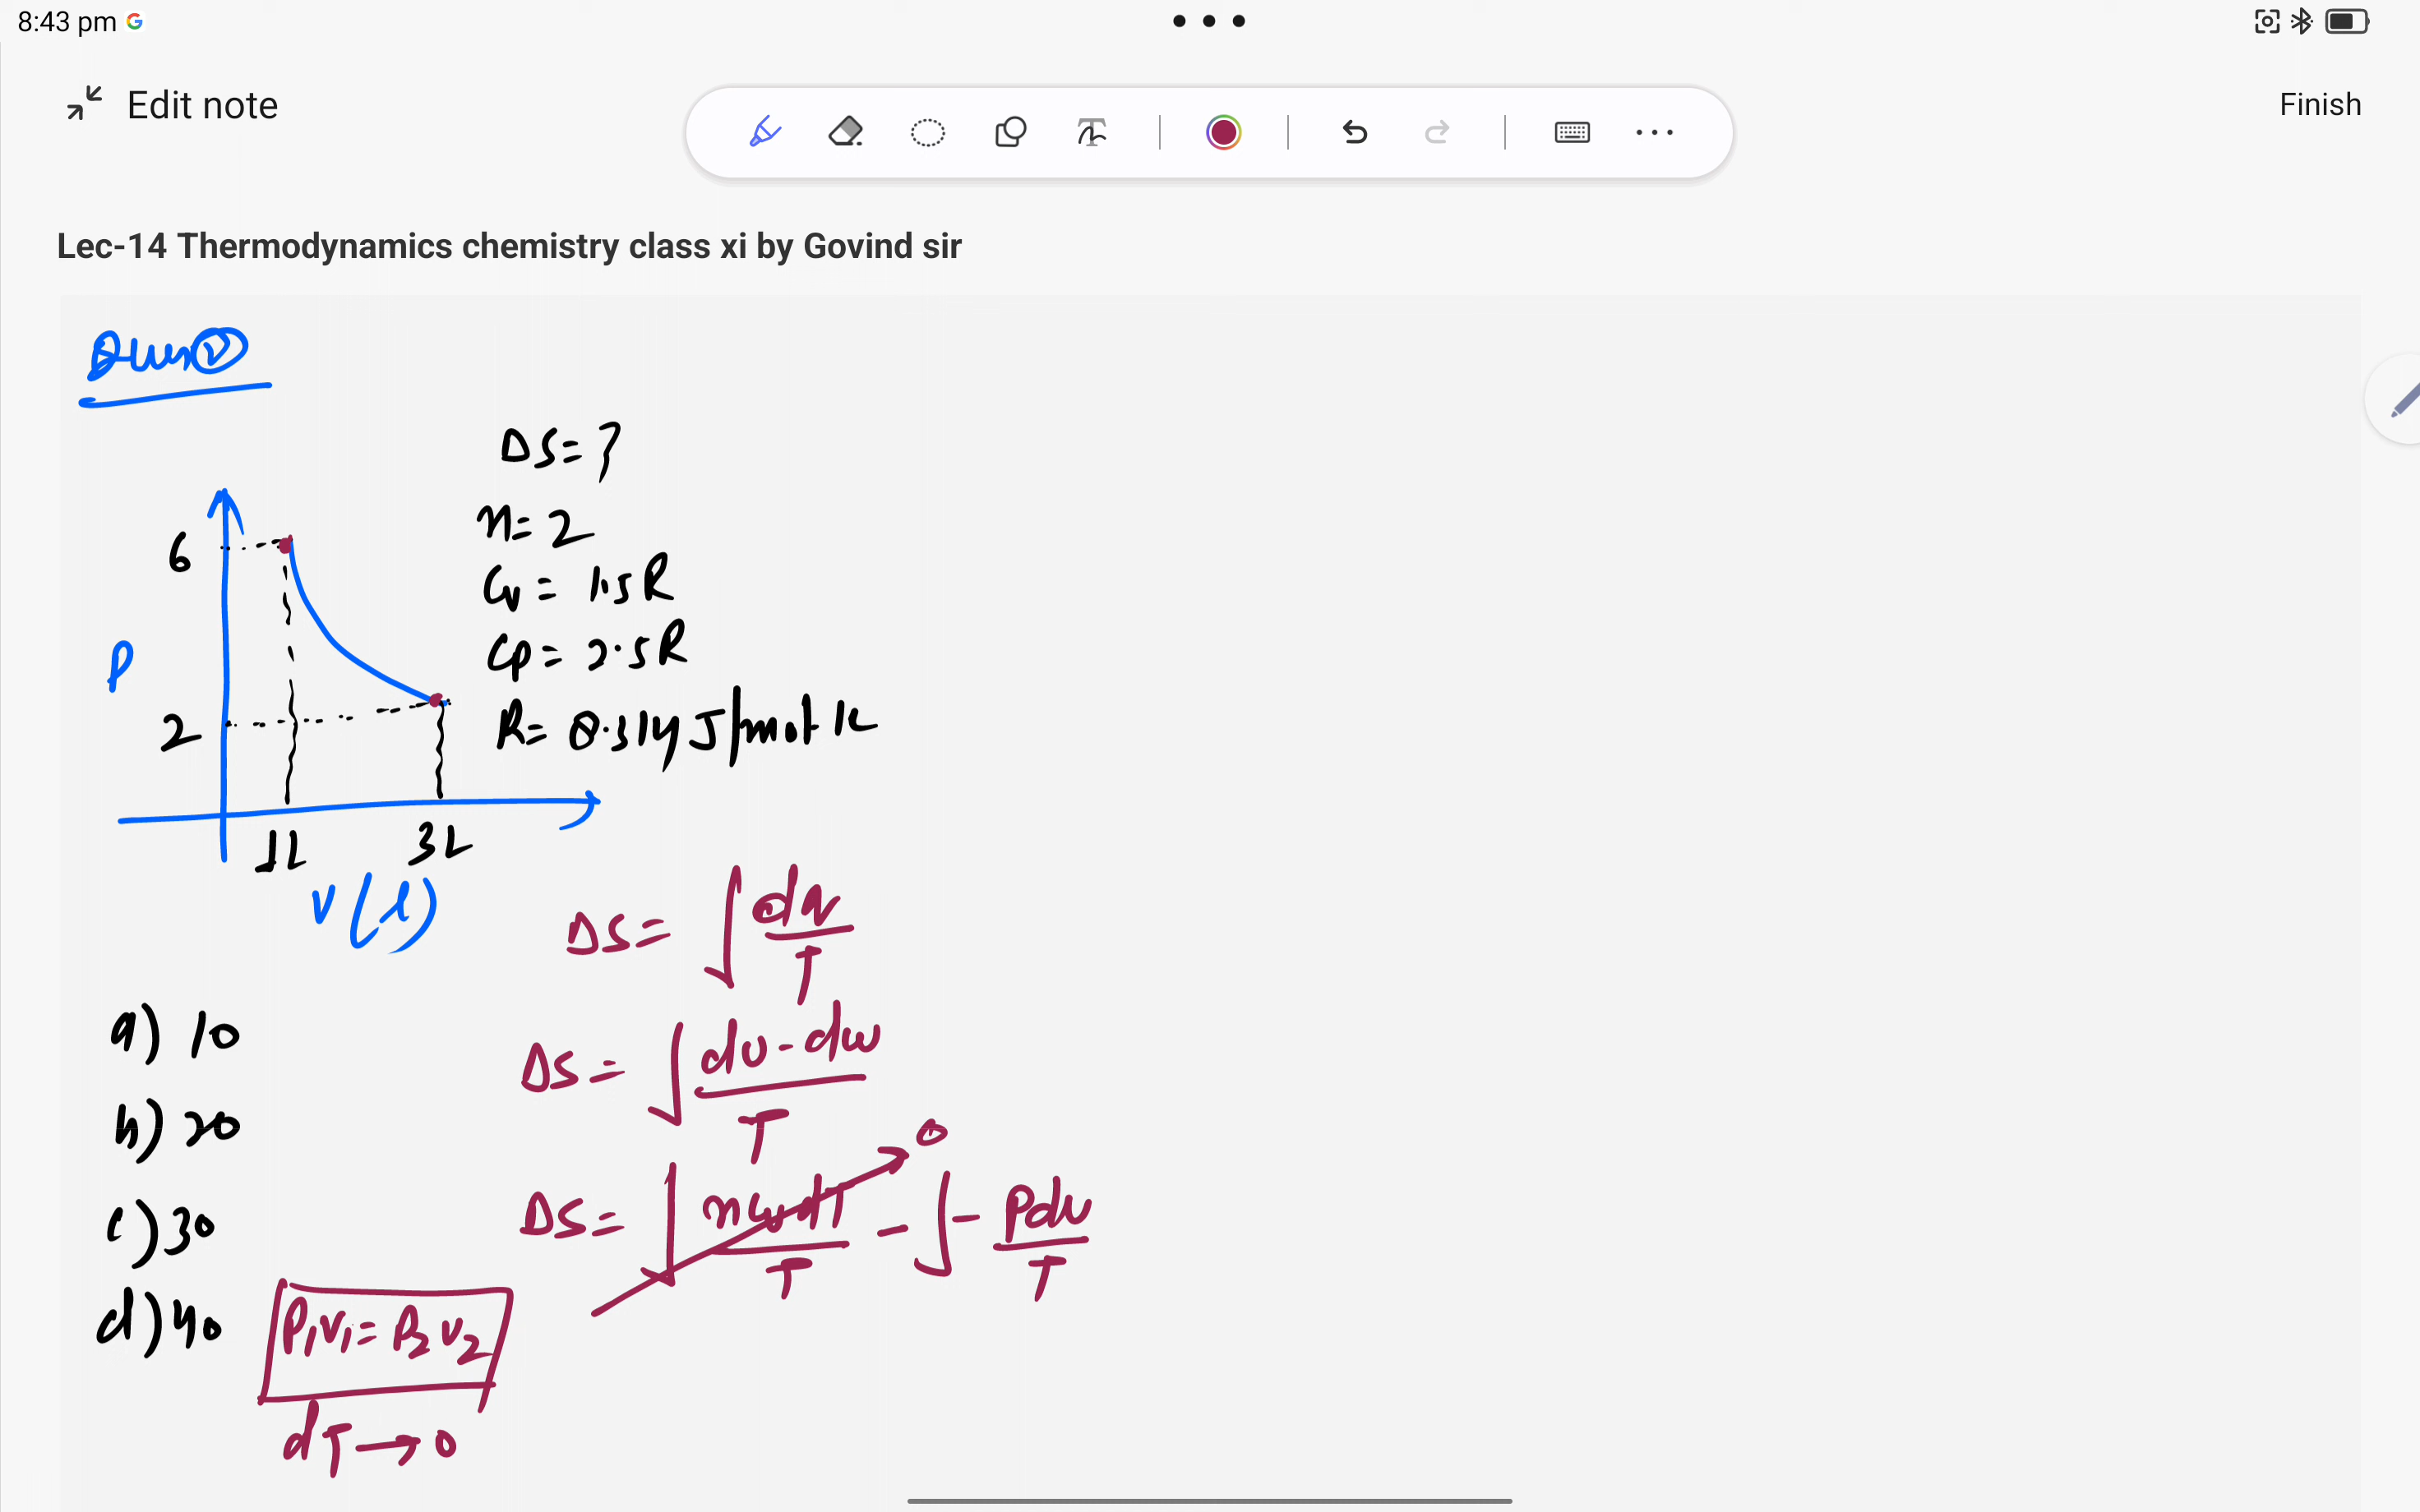 8:43 pm
Edit note
Finish
Lec-14 Thermodynamics chemistry class xi by Govind sir
ΔS = ?
n = 2
Cv = 1.5R
Cp = 2.5R
R = 8.314 J/mol K
6
P
2
1L
3L
V(l)
ΔS = ∫ dq/T
ΔS = ∫ (dU - dw)/T
ΔS = ∫ nCvdT/T → 0 - ∫ - Pdv/T
a) 10
b) 20
c) 30
d) 40
P₁V₁ = P₂V₂
dT → 0